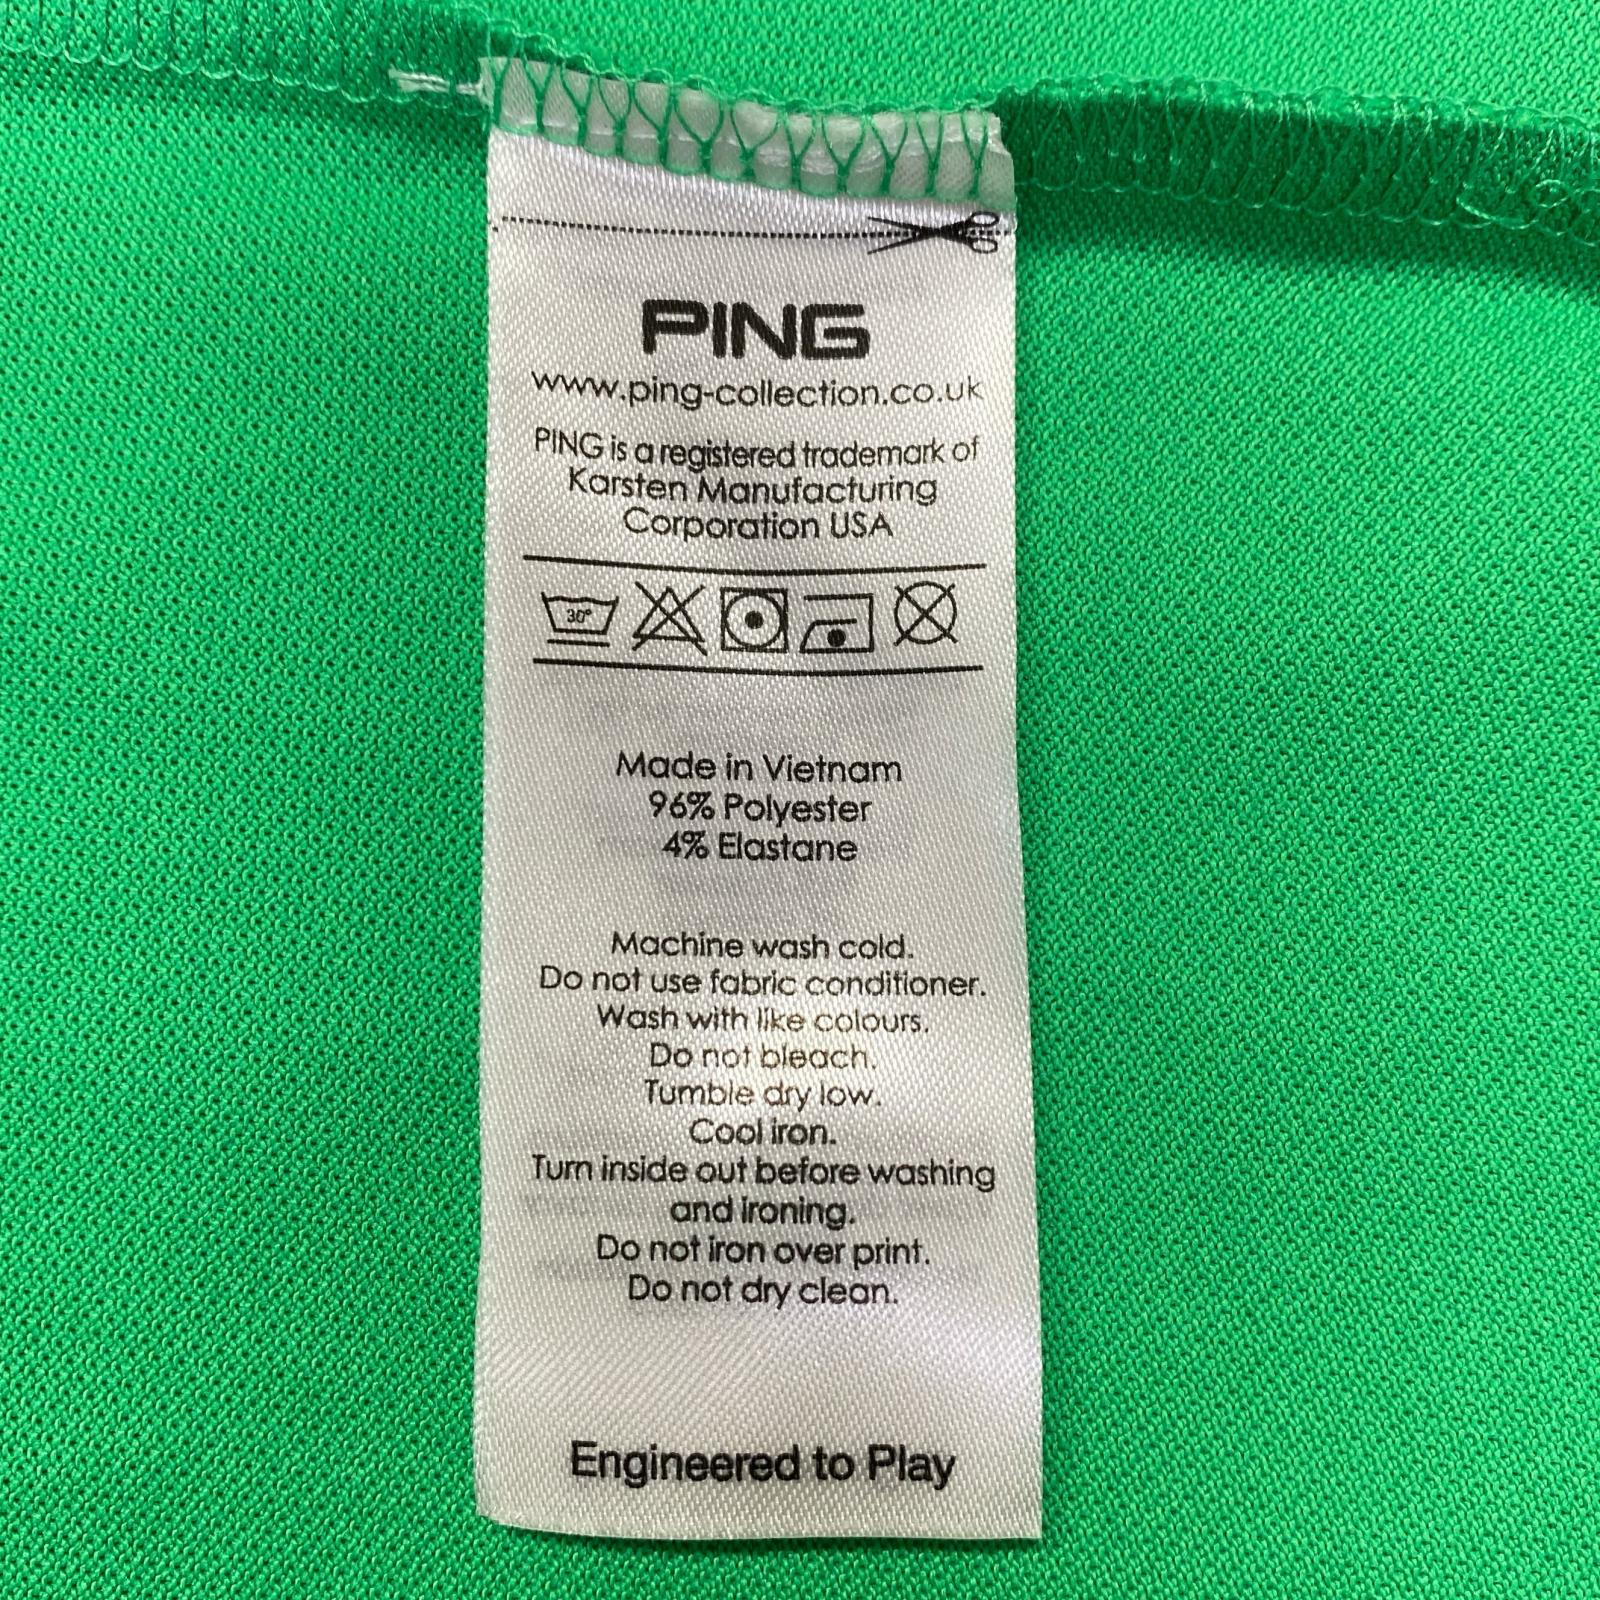 PING
www.ping-collection.co.uk
PING is a registered trademark of
Karsten Manufacturing
Corporation USA
30°
Made in Vietnam
96% Polyester
4% Elastane
Machine wash cold.
Do not use fabric conditioner.
Wash with like colours.
Do not bleach.
Tumble dry low.
Cool iron.
Turn inside out before washing
and ironing.
Do not iron over print.
Do not dry clean.
Engineered to Play